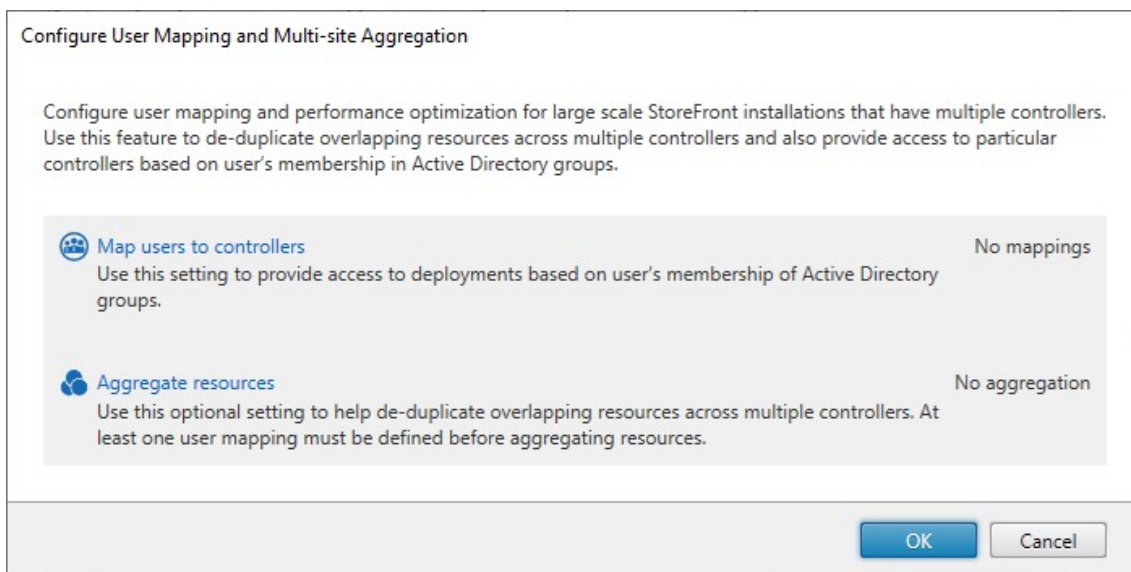 Configure User Mapping and Multi-site Aggregation
Configure user mapping and performance optimization for large scale StoreFront installations that have multiple controllers.
Use this feature to de-duplicate overlapping resources across multiple controllers and also provide access to particular
controllers based on user's membership in Active Directory groups.
Map users to controllers No mappings
Use this setting to provide access to deployments based on user's membership of Active Directory
groups.
Aggregate resources No aggregation
Use this optional setting to help de-duplicate overlapping resources across multiple controllers. At
least one user mapping must be defined before aggregating resources.
OK Cancel